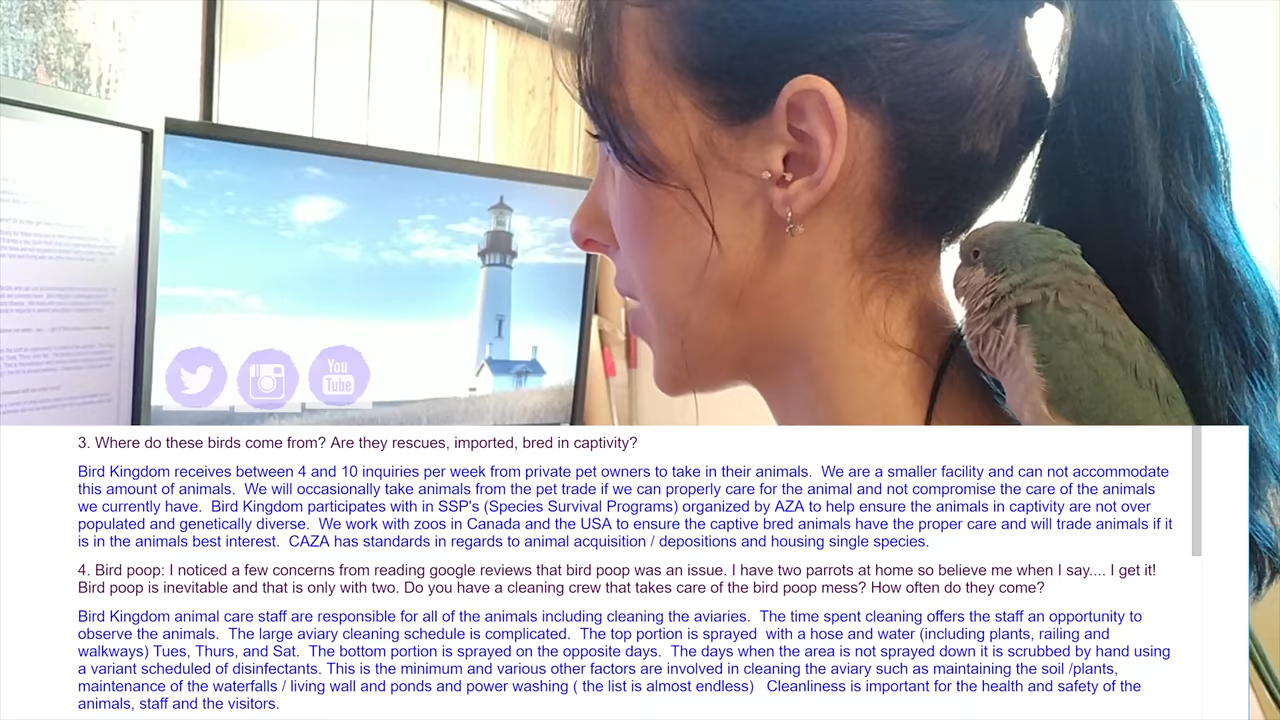 You
Tube
3. Where do these birds come from? Are they rescues, imported, bred in captivity?
Bird Kingdom receives between 4 and 10 inquiries per week from private pet owners to take in their animals.  We are a smaller facility and can not accommodate
this amount of animals.  We will occasionally take animals from the pet trade if we can properly care for the animal and not compromise the care of the animals
we currently have.  Bird Kingdom participates with in SSP's (Species Survival Programs) organized by AZA to help ensure the animals in captivity are not over
populated and genetically diverse.  We work with zoos in Canada and the USA to ensure the captive bred animals have the proper care and will trade animals if it
is in the animals best interest.  CAZA has standards in regards to animal acquisition / depositions and housing single species.
4. Bird poop: I noticed a few concerns from reading google reviews that bird poop was an issue. I have two parrots at home so believe me when I say.... I get it!
Bird poop is inevitable and that is only with two. Do you have a cleaning crew that takes care of the bird poop mess? How often do they come?
Bird Kingdom animal care staff are responsible for all of the animals including cleaning the aviaries.  The time spent cleaning offers the staff an opportunity to
observe the animals.  The large aviary cleaning schedule is complicated.  The top portion is sprayed  with a hose and water (including plants, railing and
walkways) Tues, Thurs, and Sat.  The bottom portion is sprayed on the opposite days.  The days when the area is not sprayed down it is scrubbed by hand using
a variant scheduled of disinfectants. This is the minimum and various other factors are involved in cleaning the aviary such as maintaining the soil /plants,
maintenance of the waterfalls / living wall and ponds and power washing ( the list is almost endless)   Cleanliness is important for the health and safety of the
animals, staff and the visitors.